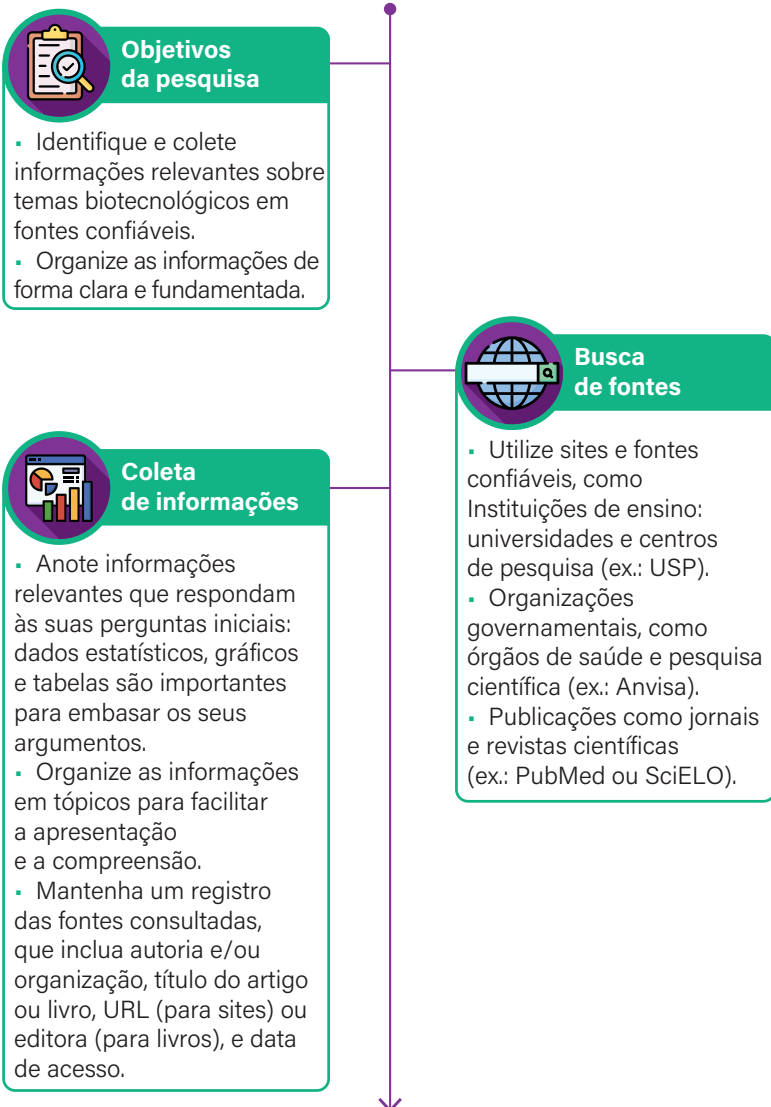 Objetivos
da pesquisa
▪ Identifique e colete
informações relevantes sobre
temas biotecnológicos em
fontes confiáveis.
▪ Organize as informações de
forma clara e fundamentada.
Busca
de fontes
▪ Utilize sites e fontes
confiáveis, como
Instituições de ensino:
universidades e centros
de pesquisa (ex.: USP).
▪ Organizações
governamentais, como
órgãos de saúde e pesquisa
científica (ex.: Anvisa).
▪ Publicações como jornais
e revistas científicas
(ex.: PubMed ou SciELO).
Coleta
de informações
▪ Anote informações
relevantes que respondam
às suas perguntas iniciais:
dados estatísticos, gráficos
e tabelas são importantes
para embasar os seus
argumentos.
▪ Organize as informações
em tópicos para facilitar
a apresentação
e a compreensão.
▪ Mantenha um registro
das fontes consultadas,
que inclua autoria e/ou
organização, título do artigo
ou livro, URL (para sites) ou
editora (para livros), e data
de acesso.